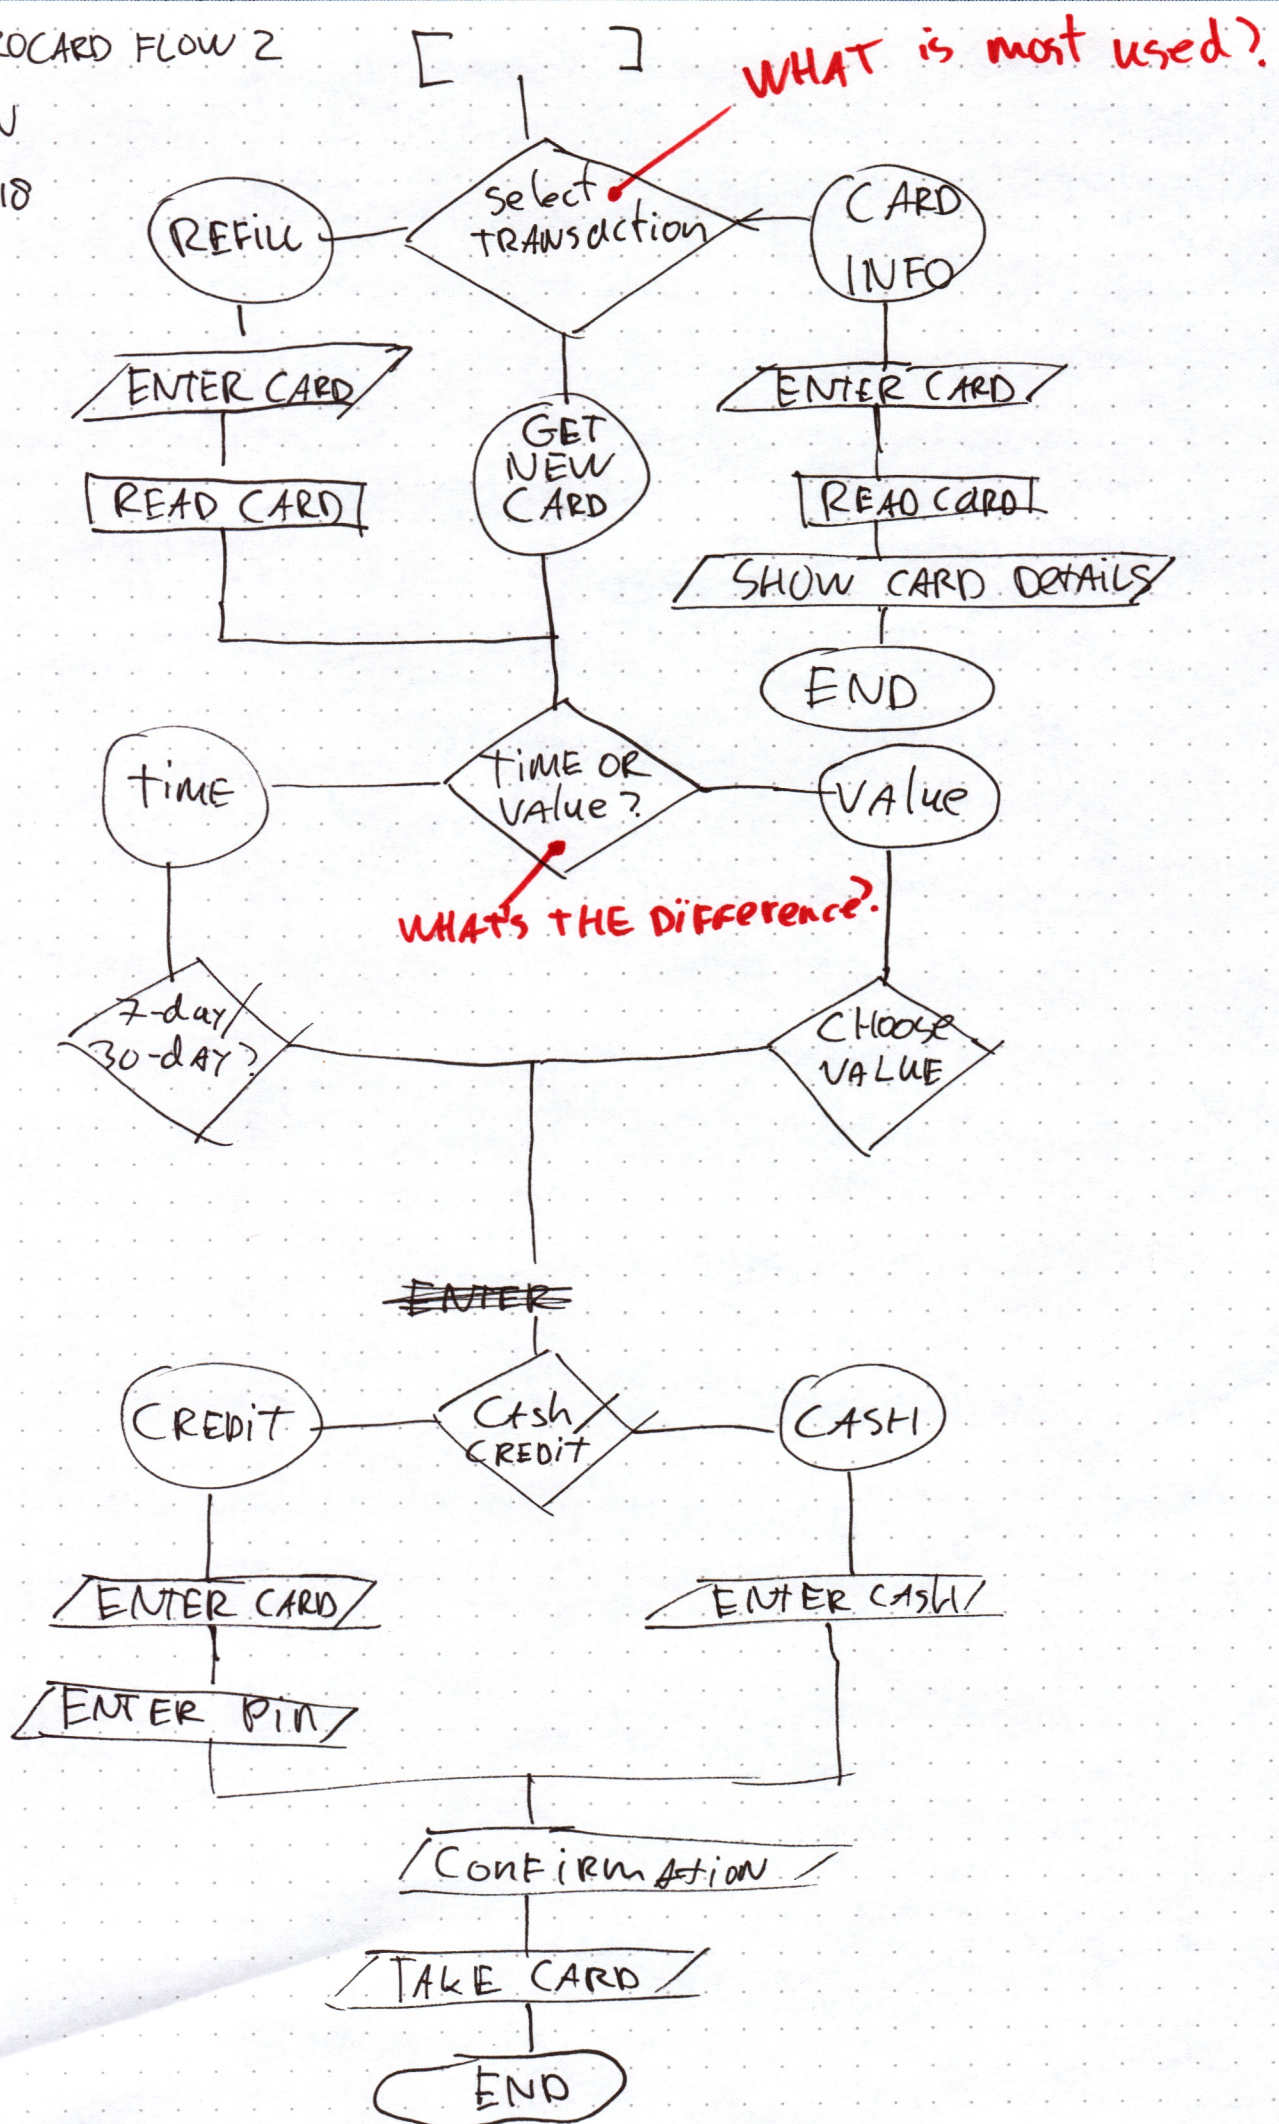 OCARD FLOW 2
WHAT is most used?
18
select
TRANSACTION
REFILL
CARD
INFO
ENTER CARD
ENTER CARD
GET
NEW
CARD
READ CARD
READ CARD
SHOW CARD DETAILS
END
TIME
TIME OR
VALUE?
VALUE
WHAT'S THE DIFFERENCE?
7-day/
30-DAY?
CHOOSE
VALUE
ENTER
CREDIT
CASH/
CREDIT
CASH
ENTER CARD
ENTER CASH
ENTER Pin
CONFIRMATION
TAKE CARD
END